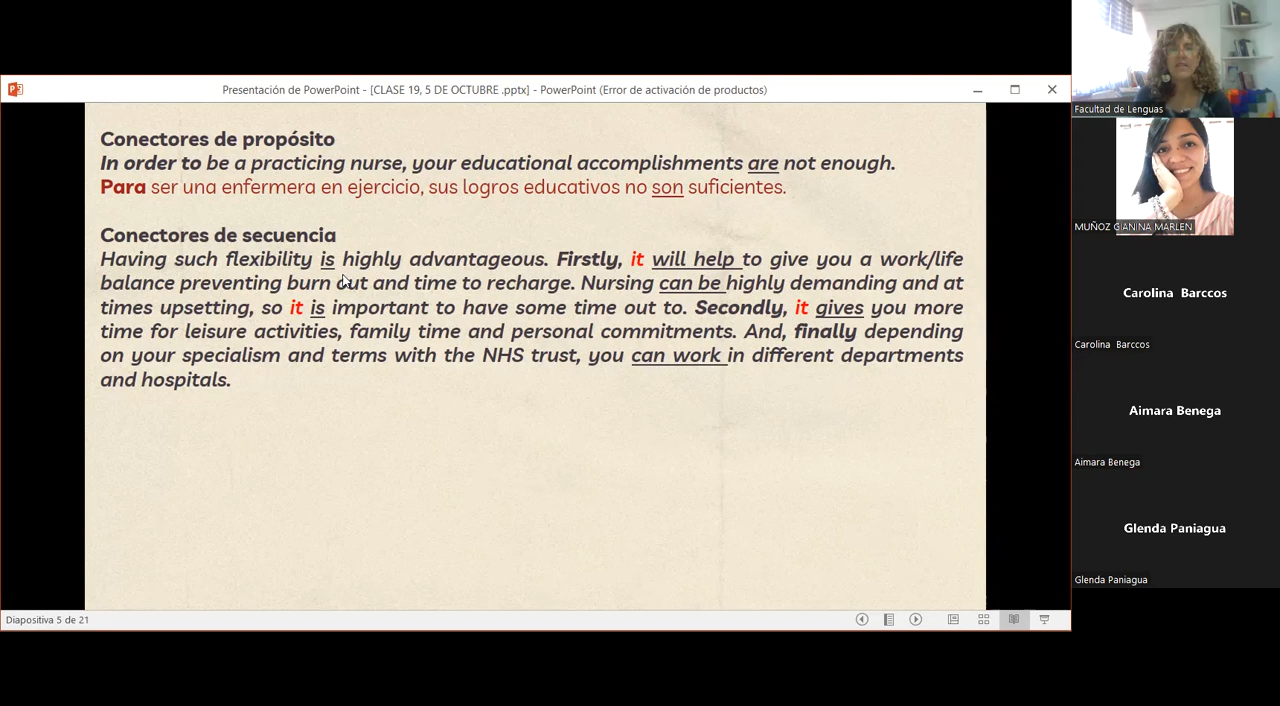 Presentación de PowerPoint - [CLASE 19, 5 DE OCTUBRE .pptx] - PowerPoint (Error de activación de productos)
Conectores de propósito
In order to be a practicing nurse, your educational accomplishments are not enough.
Para ser una enfermera en ejercicio, sus logros educativos no son suficientes.
Conectores de secuencia
Having such flexibility is highly advantageous. Firstly, it will help to give you a work/life
balance preventing burn out and time to recharge. Nursing can be highly demanding and at
times upsetting, so it is important to have some time out to. Secondly, it gives you more
time for leisure activities, family time and personal commitments. And, finally depending
on your specialism and terms with the NHS trust, you can work in different departments
and hospitals.
Diapositiva 5 de 21
Facultad de Lenguas
MUÑOZ GIANINA MARLEN
Carolina Barccos
Carolina Barccos
Aimara Benega
Aimara Benega
Glenda Paniagua
Glenda Paniagua